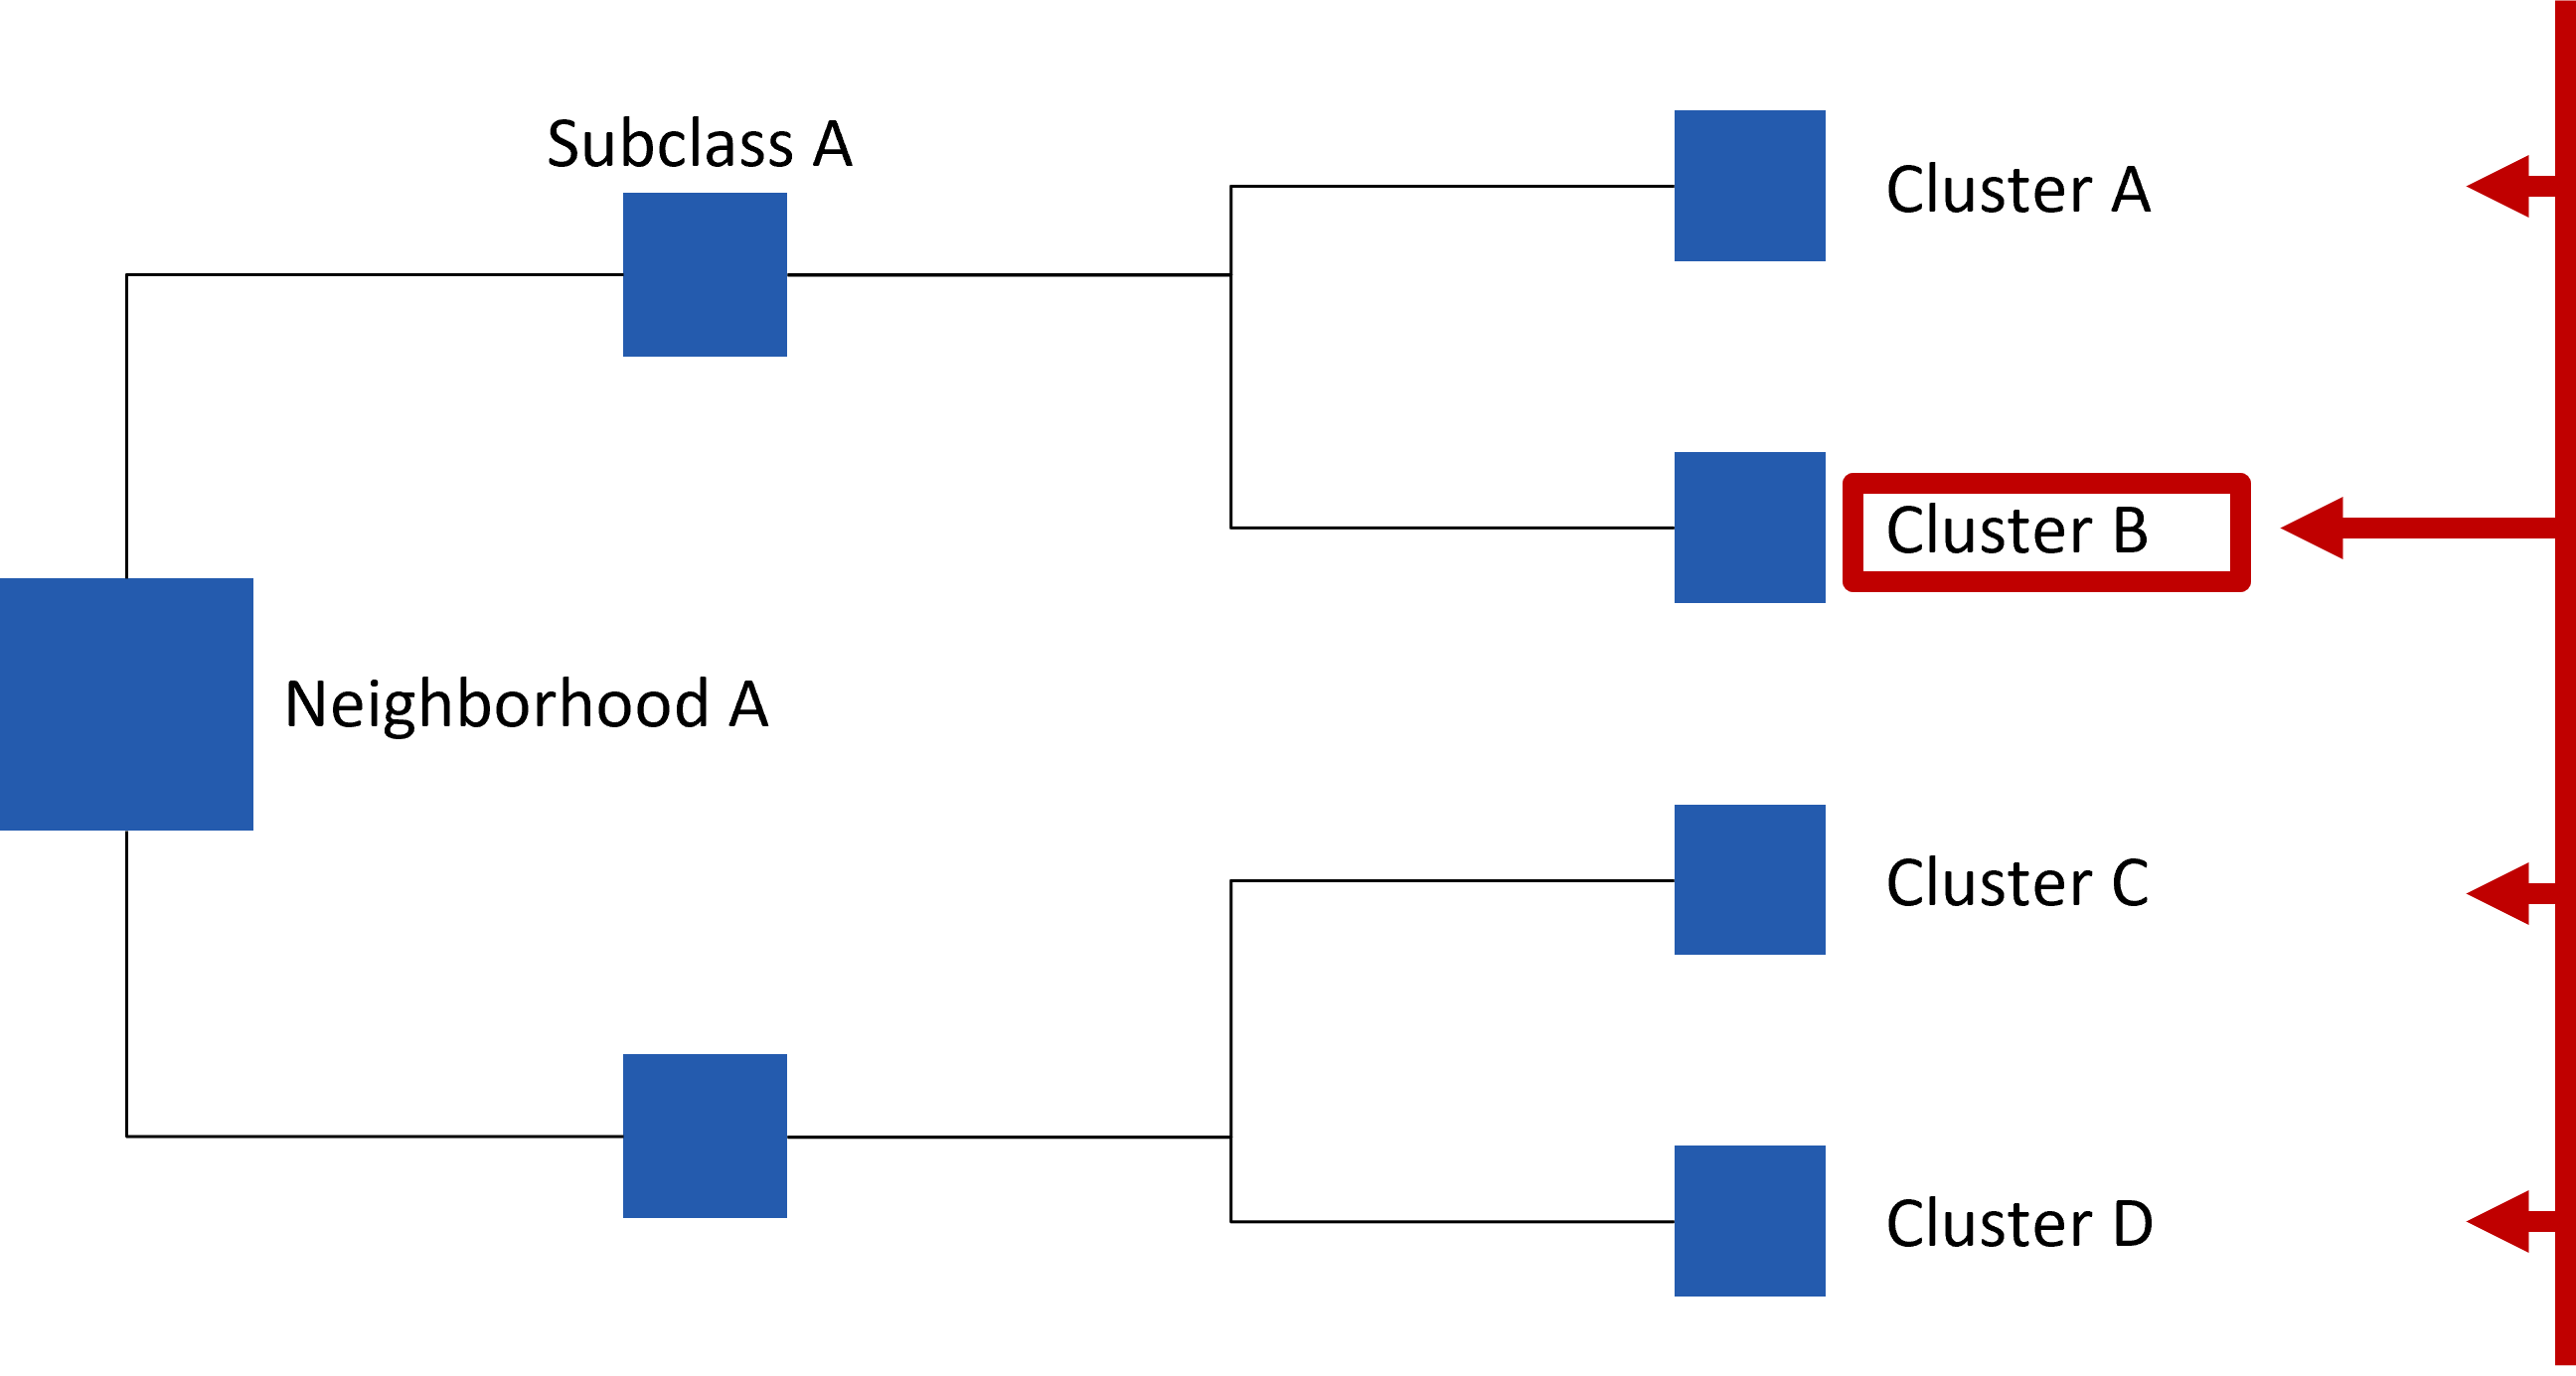 Subclass A
Cluster A
Cluster B
Neighborhood A
Cluster C
Cluster D